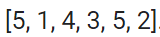 [5, 1, 4, 3, 5, 2].